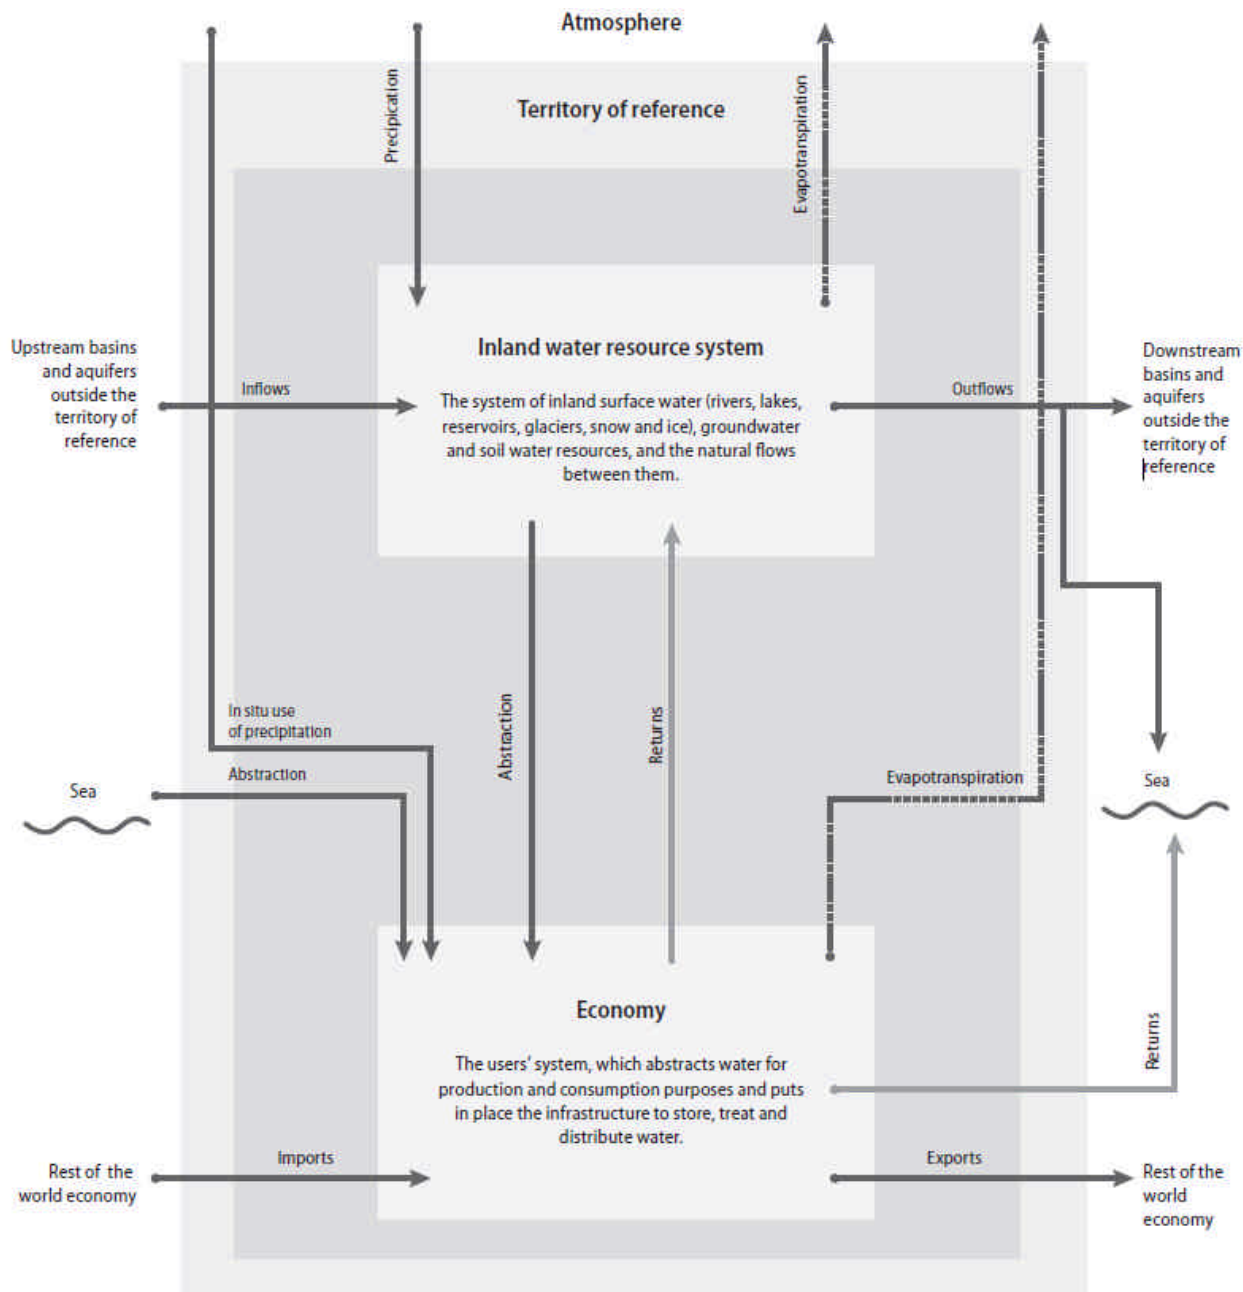 Atmosphere
Precipication
Territory of reference
Evapotranspiration
Inland water resource system
Upstream basins
and aquifers
outside the
territory of
reference
Inflows
The system of inland surface water (rivers, lakes,
reservoirs, glaciers, snow and ice), groundwater
and soil water resources, and the natural flows
between them.
Outflows
Downstream
basins and
aquifers
outside the
territory of
reference
In situ use
of precipitation
Abstraction
Sea
Abstraction
Returns
Evapotranspiration
Sea
Economy
The users' system, which abstracts water for
production and consumption purposes and puts
in place the infrastructure to store, treat and
distribute water.
Returns
Rest of the
world economy
Imports
Exports
Rest of the
world
economy